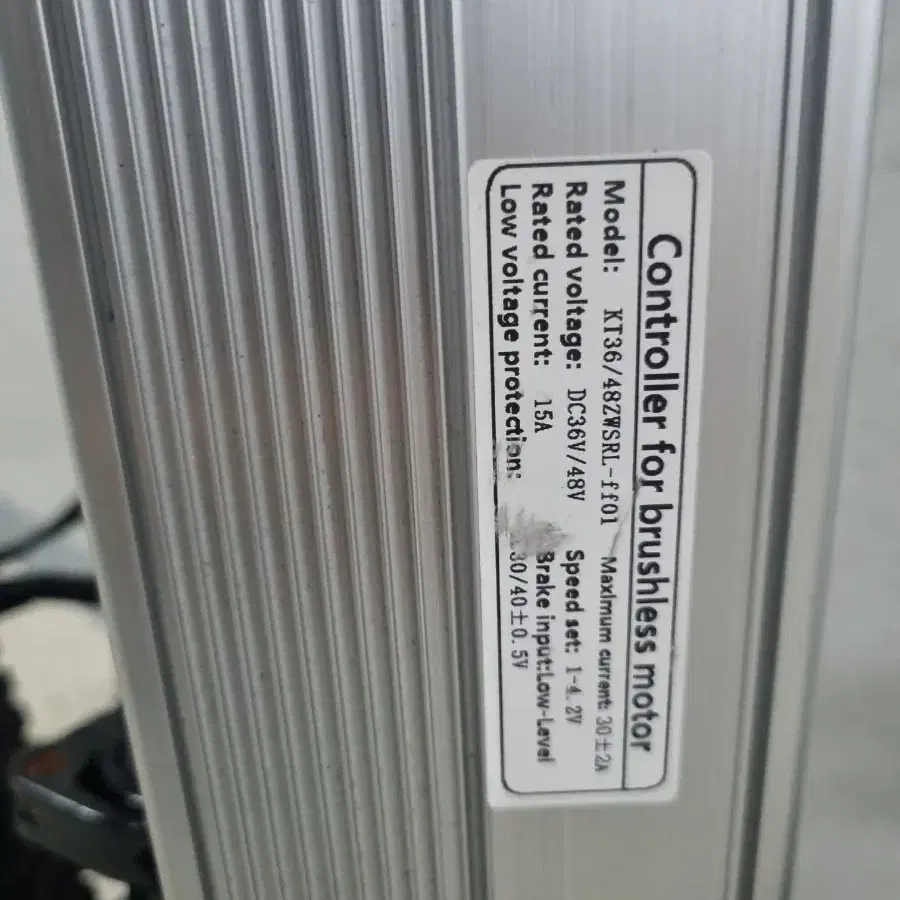 Controller for brushless motor
Model: KT36/48ZWSRL-ff01 Maximum current: 30±2A
Rated voltage: DC36V/48V Speed set: 1-4.2V
Rated current: 15A Brake input:Low-Level
Low voltage protection: 30/40±0.5V